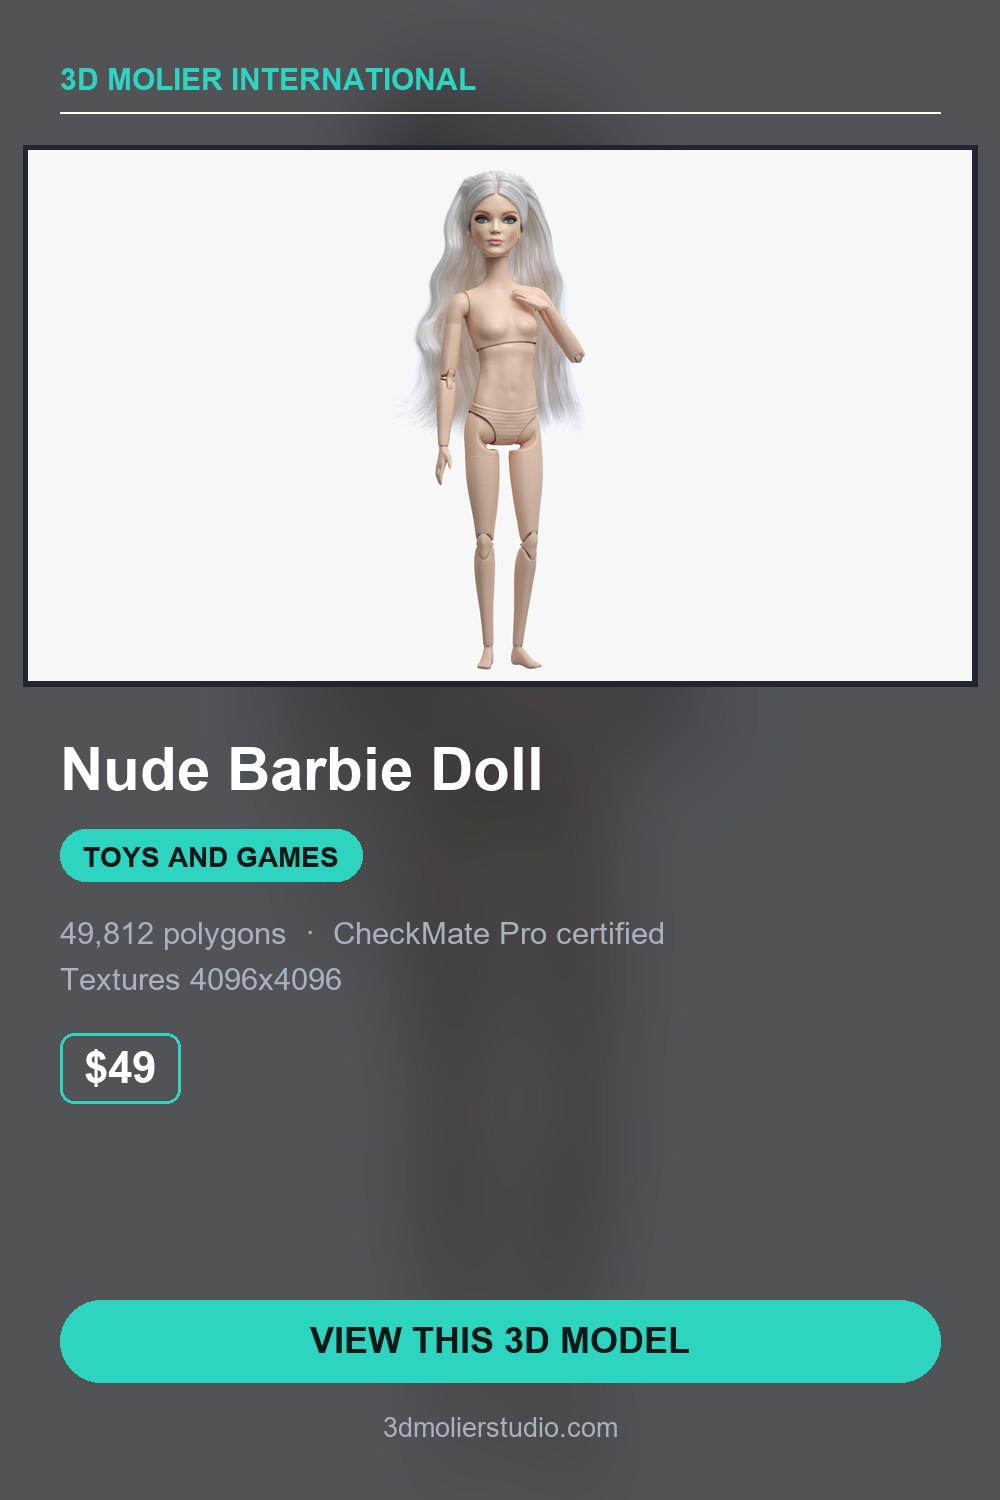 3D MOLIER INTERNATIONAL
Nude Barbie Doll
TOYS AND GAMES
49,812 polygons · CheckMate Pro certified
Textures 4096x4096
$49
VIEW THIS 3D MODEL
3dmolierstudio.com